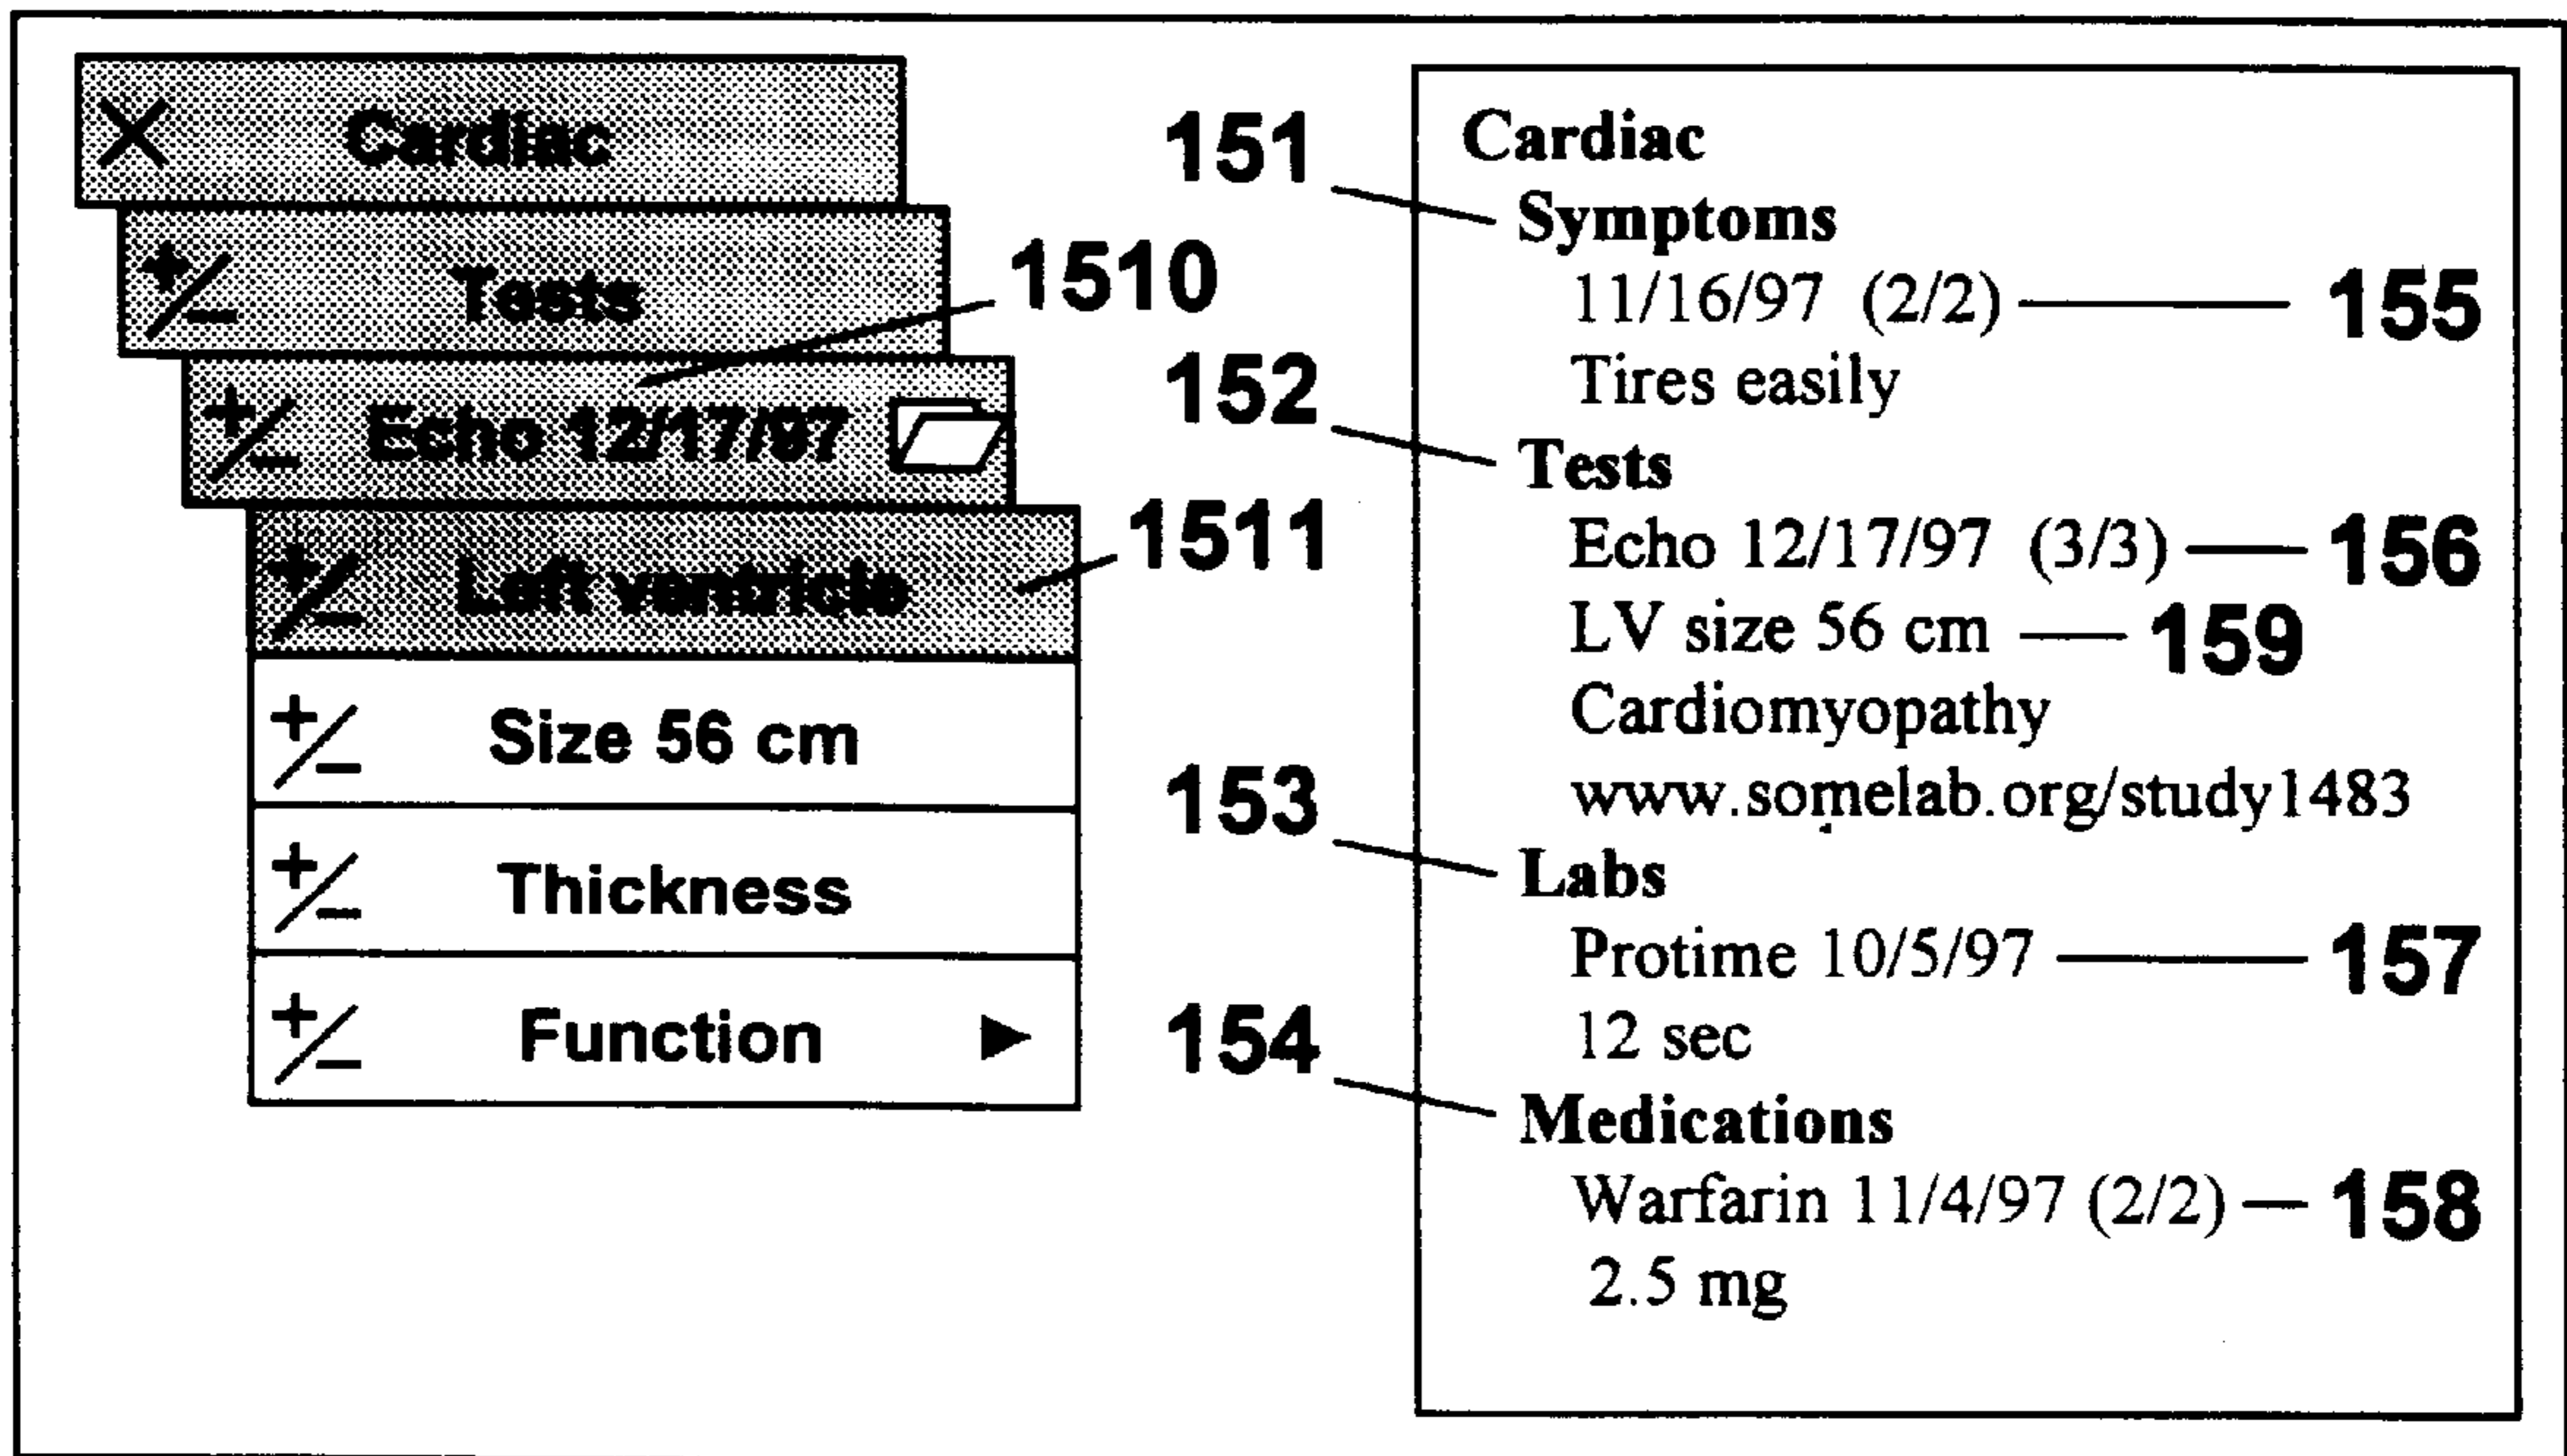 Cardiac
+/- Tests
+/- Echo 12/17/97
+/- Left ventricle
+/- Size 56 cm
+/- Thickness
+/- Function
1510
1511
151
152
153
154
Cardiac
Symptoms
11/16/97 (2/2) 155
Tires easily
Tests
Echo 12/17/97 (3/3) 156
LV size 56 cm 159
Cardiomyopathy
www.somelab.org/study1483
Labs
Protime 10/5/97 157
12 sec
Medications
Warfarin 11/4/97 (2/2) 158
2.5 mg